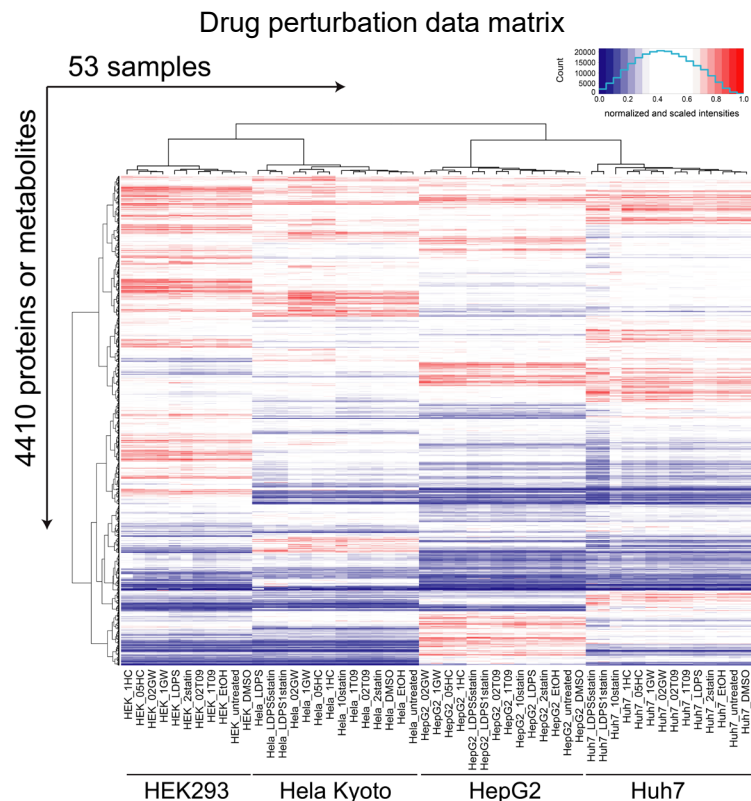 Drug perturbation data matrix
53 samples
4410 proteins or metabolites
Count
20000
15000
10000
5000
0
0.0 0.2 0.4 0.6 0.8 1.0
normalized and scaled intensities
HEK_1HC
HEK_05HC
HEK_02GW
HEK_1GW
HEK_LDPS
HEK_2statin
HEK_02T09
HEK_1T09
HEK_EtOH
HEK_untreated
HEK_DMSO
Hela_LDPS
Hela_LDPS5statin
Hela_LDPS1statin
Hela_02GW
Hela_1GW
Hela_05HC
Hela_1HC
Hela_10statin
Hela_1T09
Hela_02T09
Hela_2statin
Hela_DMSO
Hela_EtOH
Hela_untreated
HepG2_02GW
HepG2_1GW
HepG2_05HC
HepG2_1HC
HepG2_LDPS5statin
HepG2_LDPS1statin
HepG2_02T09
HepG2_1T09
HepG2_10statin
HepG2_LDPS
HepG2_2statin
HepG2_EtOH
HepG2_untreated
HepG2_DMSO
Huh7_LDPS5statin
Huh7_LDPS1statin
Huh7_10statin
Huh7_1HC
Huh7_05HC
Huh7_1GW
Huh7_02GW
Huh7_02T09
Huh7_1T09
Huh7_LDPS
Huh7_2statin
Huh7_EtOH
Huh7_untreated
Huh7_DMSO
HEK293 Hela Kyoto HepG2 Huh7